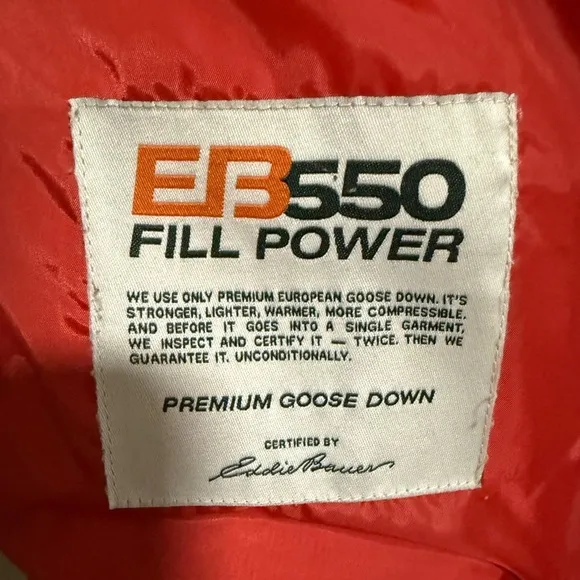 EB550
FILL POWER
WE USE ONLY PREMIUM EUROPEAN GOOSE DOWN. IT'S
STRONGER, LIGHTER, WARMER, MORE COMPRESSIBLE.
AND BEFORE IT GOES INTO A SINGLE GARMENT,
WE INSPECT AND CERTIFY IT — TWICE. THEN WE
GUARANTEE IT. UNCONDITIONALLY.
PREMIUM GOOSE DOWN
CERTIFIED BY
Eddie Bauer